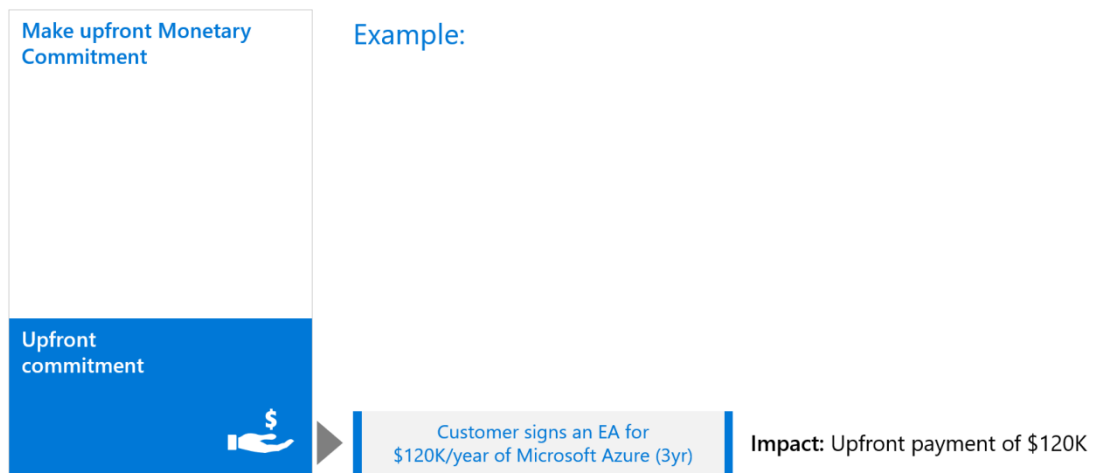 Make upfront Monetary
Commitment
Example:
Upfront
commitment
$
Customer signs an EA for
$120K/year of Microsoft Azure (3yr)
Impact: Upfront payment of $120K